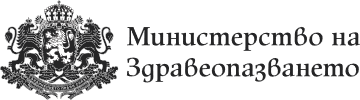 Министерство на
Здравеопазването